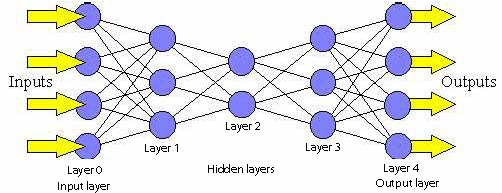 Inputs
Outputs
Layer 0
Input layer
Layer 1
Layer 2
Hidden layers
Layer 3
Layer 4
Output layer